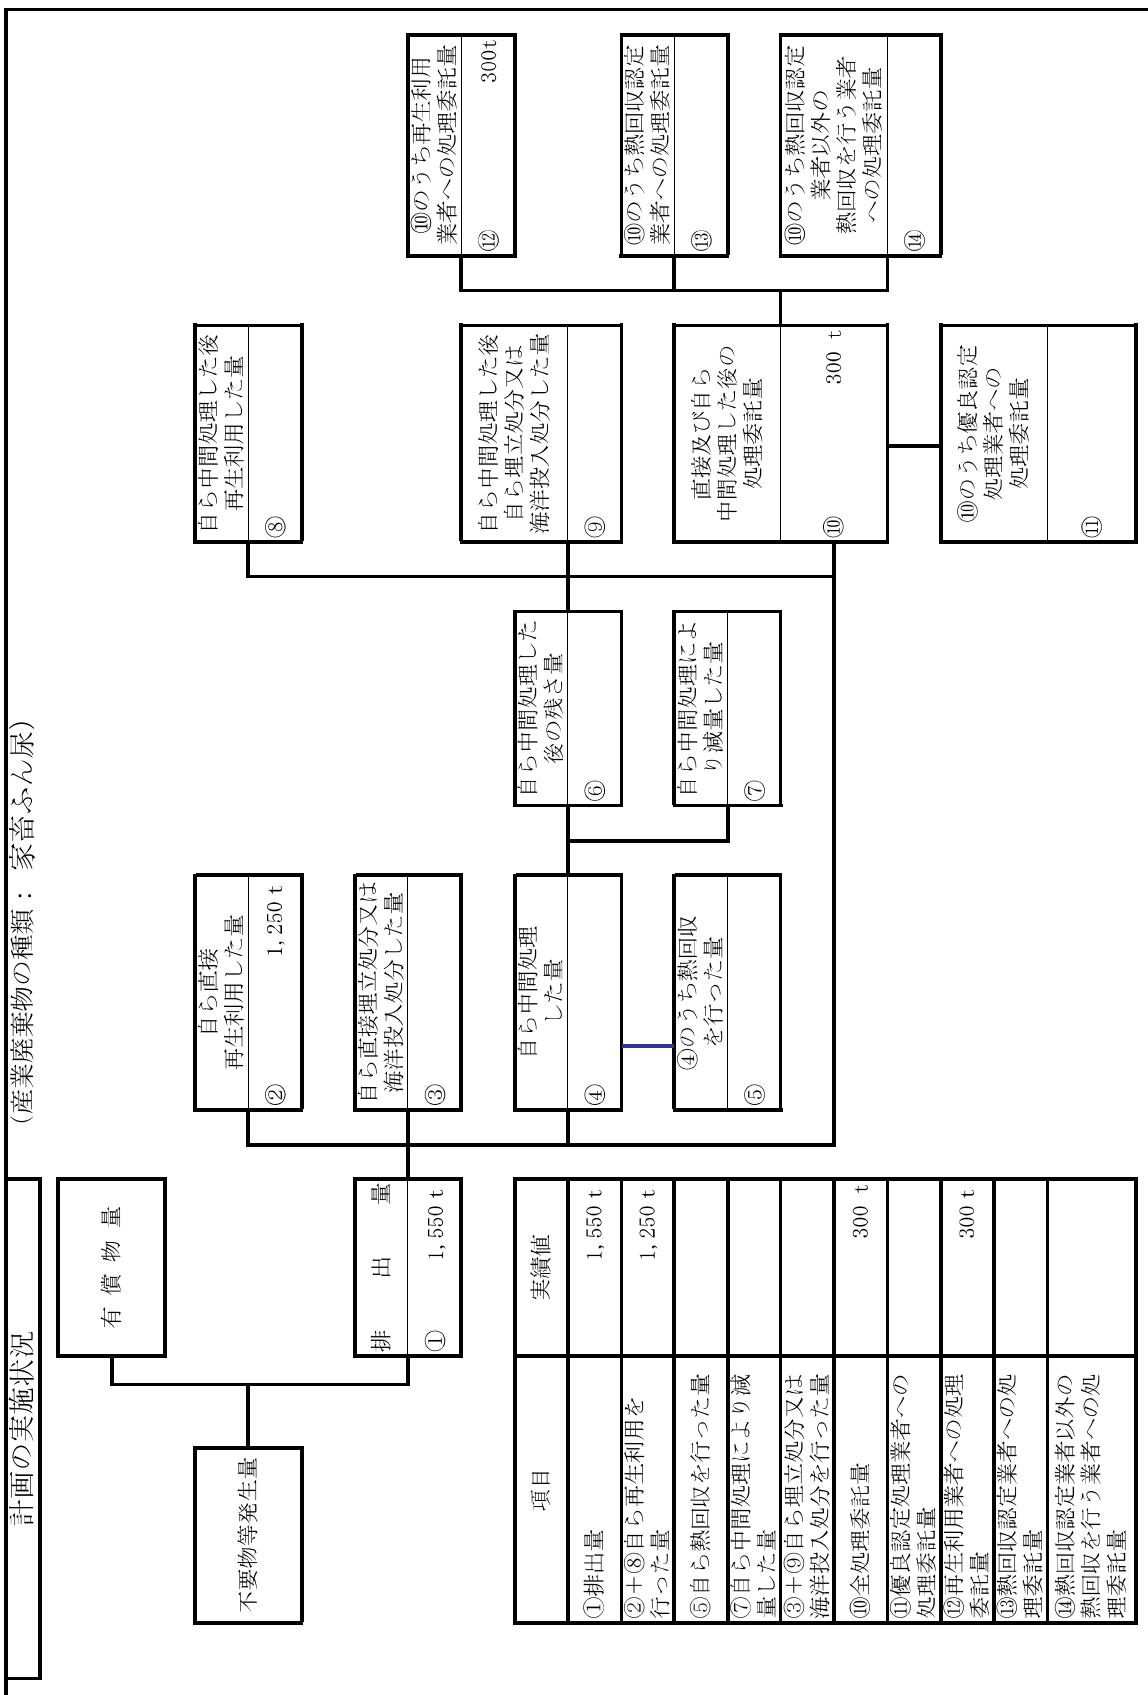 計画の実施状況
（産業廃棄物の種類： 家畜ふん尿）
不要物等発生量
有 償 物 量
排 出 量
① 1,550 t
自ら直接
再生利用した量
② 1,250 t
自ら直接埋立処分又は
海洋投入処分した量
③
自ら中間処理
した量
④
④のうち熱回収
を行った量
⑤
自ら中間処理した
後の残さ量
⑥
自ら中間処理によ
り減量した量
⑦
自ら中間処理した後
再生利用した量
⑧
自ら中間処理した後
自ら埋立処分又は
海洋投入処分した量
⑨
直接及び自ら
中間処理した後の
処理委託量
⑩ 300 t
⑩のうち優良認定
処理業者への
処理委託量
⑪
⑩のうち再生利用
業者への処理委託量
⑫ 300t
⑩のうち熱回収認定
業者への処理委託量
⑬
⑩のうち熱回収認定
業者以外の
熱回収を行う業者
への処理委託量
⑭
項目 実績値
①排出量 1,550 t
②＋⑧自ら再生利用を
行った量 1,250 t
⑤自ら熱回収を行った量
⑦自ら中間処理により減
量した量
③＋⑨自ら埋立処分又は
海洋投入処分を行った量
⑩全処理委託量 300 t
⑪優良認定処理業者への
処理委託量
⑫再生利用業者への処理
委託量 300 t
⑬熱回収認定業者への処
理委託量
⑭熱回収認定業者以外の
熱回収を行う業者への処
理委託量